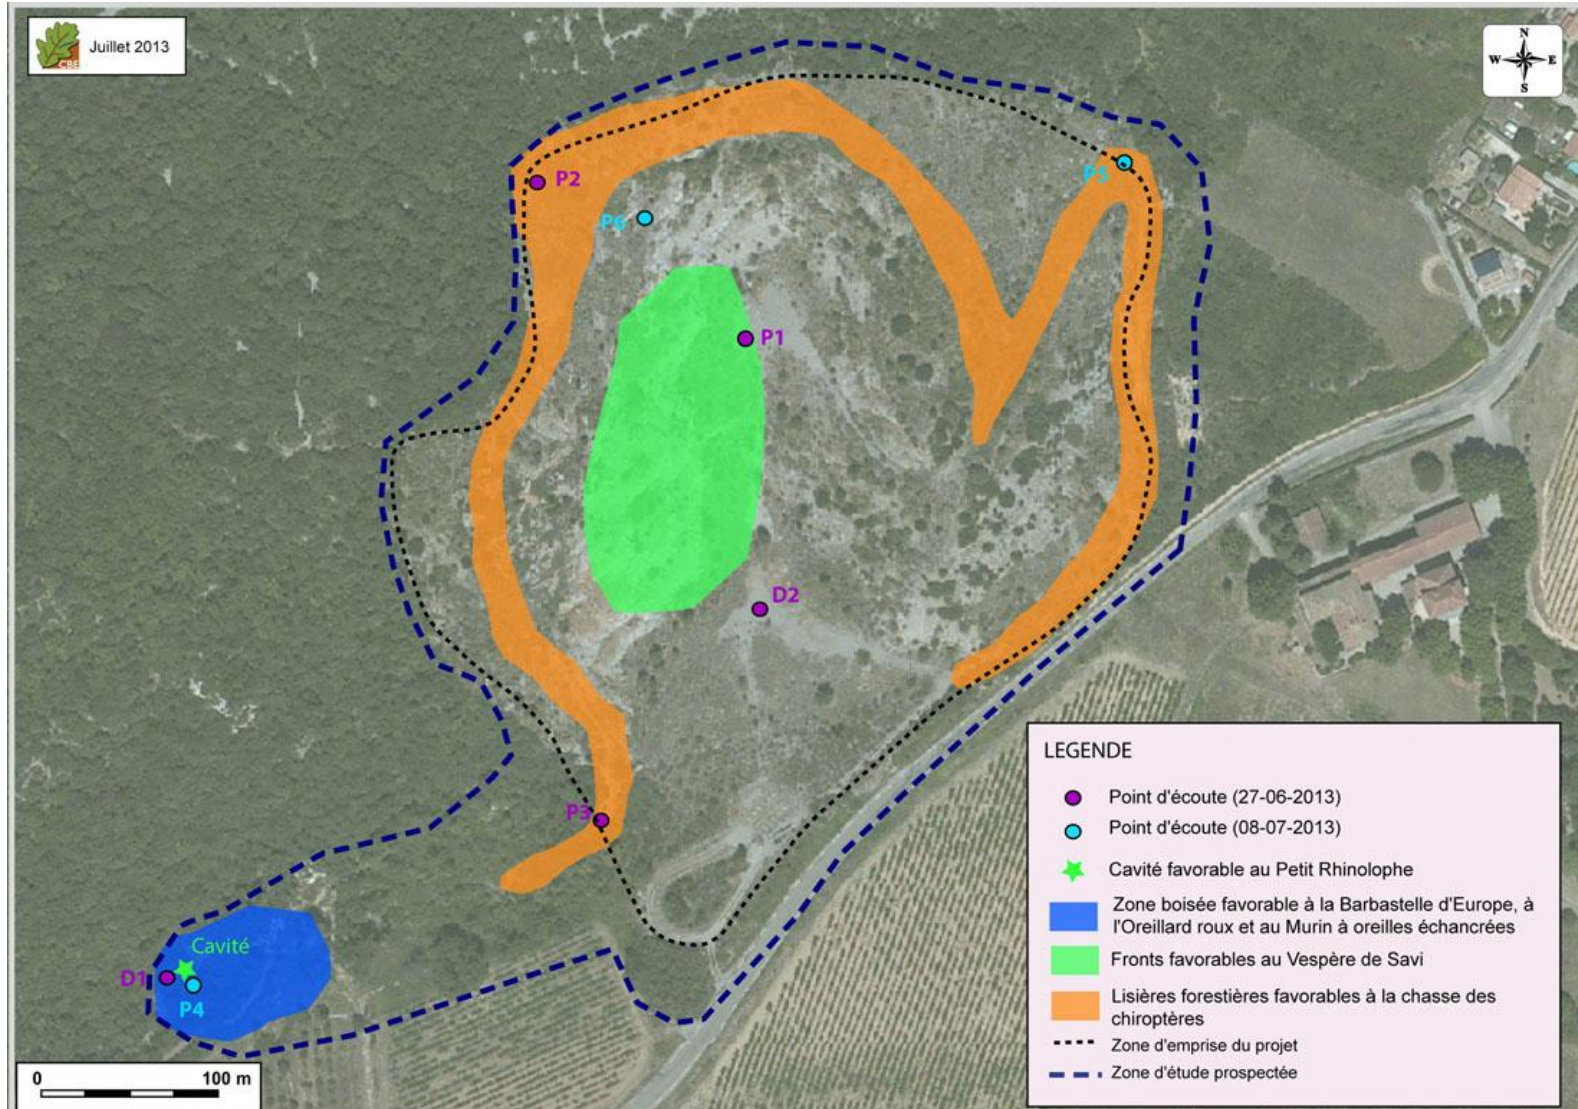 CBE
Juillet 2013
N
W E
S
P2
P5
P6
P1
D2
P3
Cavité
D1
P4
0 100 m
LEGENDE
Point d'écoute (27-06-2013)
Point d'écoute (08-07-2013)
Cavité favorable au Petit Rhinolophe
Zone boisée favorable à la Barbastelle d'Europe, à
l'Oreillard roux et au Murin à oreilles échancrées
Fronts favorables au Vespère de Savi
Lisières forestières favorables à la chasse des
chiroptères
Zone d'emprise du projet
Zone d'étude prospectée